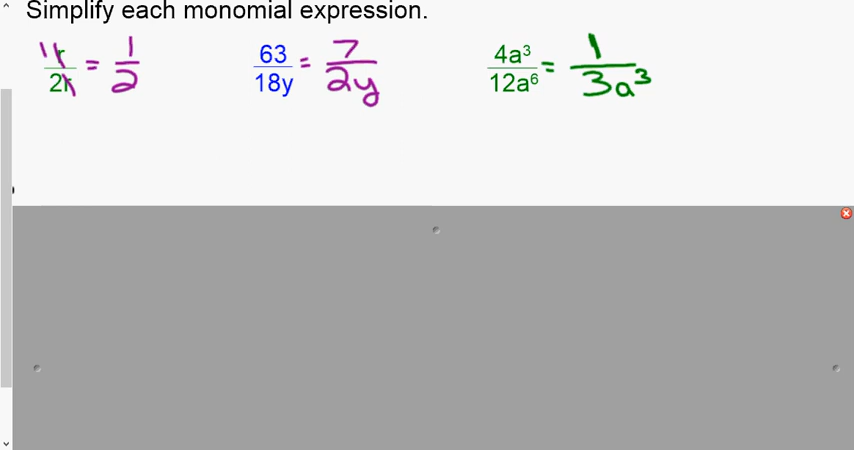 Simplify each monomial expression.
1r/2r = 1/2
63/18y = 7/2y
4a³/12a⁶ = 1/3a³